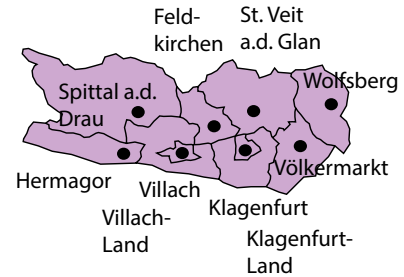 Feld-
kirchen
St. Veit
a.d. Glan
Wolfsberg
Spittal a.d.
Drau
Völkermarkt
Hermagor
Villach
Villach-
Land
Klagenfurt
Klagenfurt-
Land